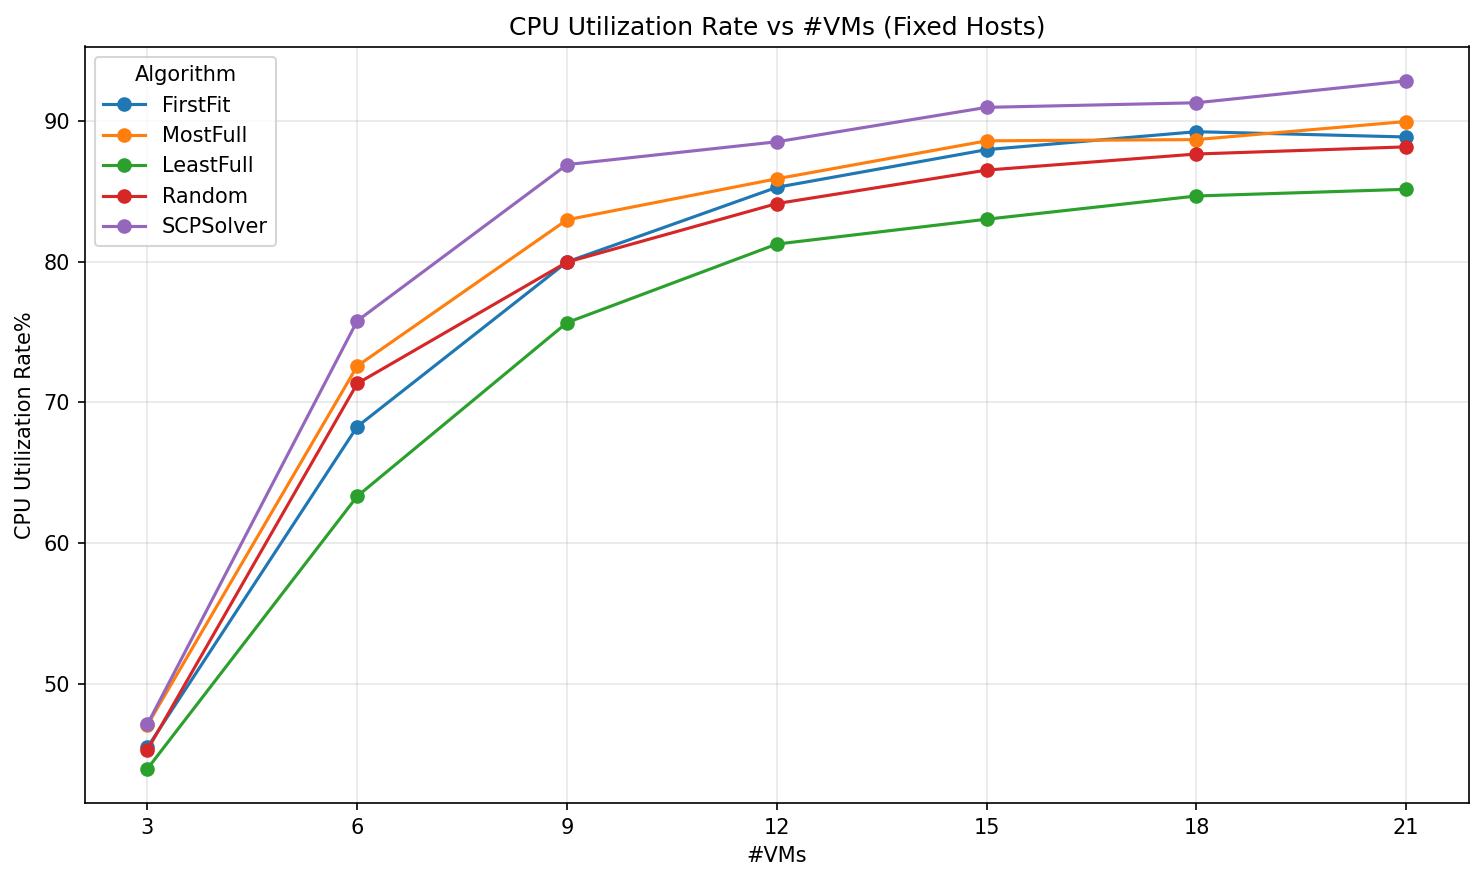 CPU Utilization Rate vs #VMs (Fixed Hosts)
Algorithm
FirstFit
MostFull
LeastFull
Random
SCPSolver
CPU Utilization Rate%
90
80
70
60
50
3 6 9 12 15 18 21
#VMs